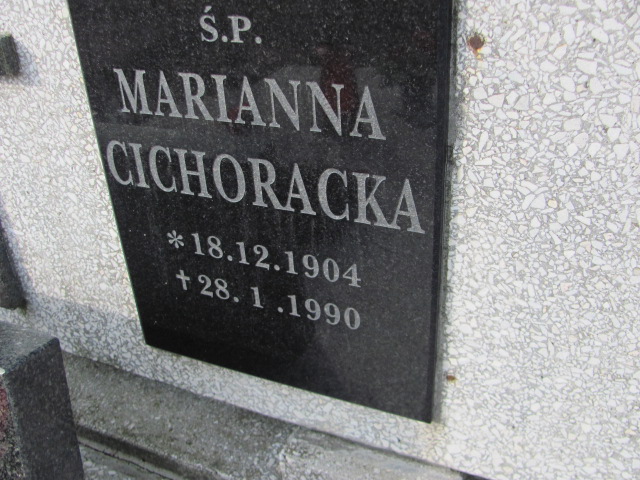 Ś.P.
MARIANNA
CICHORACKA
*18.12.1904
✝28. 1 .1990